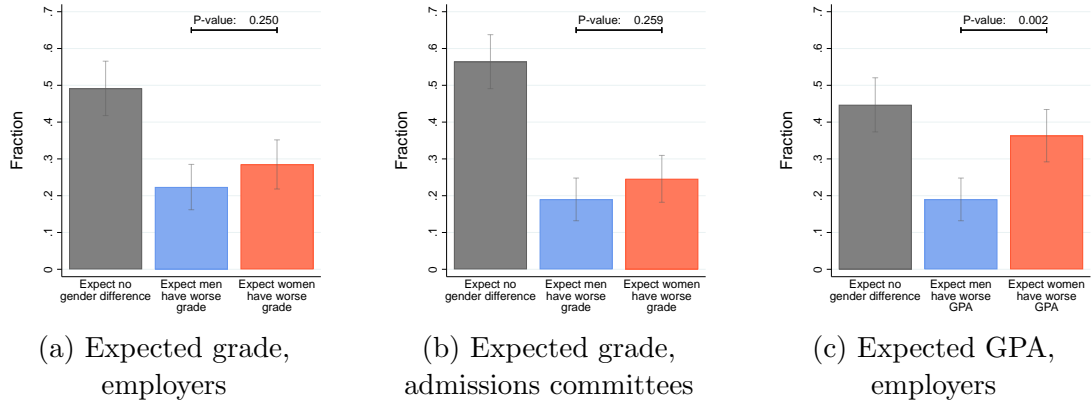 P-value: 0.250
Fraction
.7
.6
.5
.4
.3
.2
.1
0
Expect no
gender difference
Expect men
have worse
grade
Expect women
have worse
grade
(a) Expected grade,
employers
P-value: 0.259
Fraction
.7
.6
.5
.4
.3
.2
.1
0
Expect no
gender difference
Expect men
have worse
grade
Expect women
have worse
grade
(b) Expected grade,
admissions committees
P-value: 0.002
Fraction
.7
.6
.5
.4
.3
.2
.1
0
Expect no
gender difference
Expect men
have worse
GPA
Expect women
have worse
GPA
(c) Expected GPA,
employers